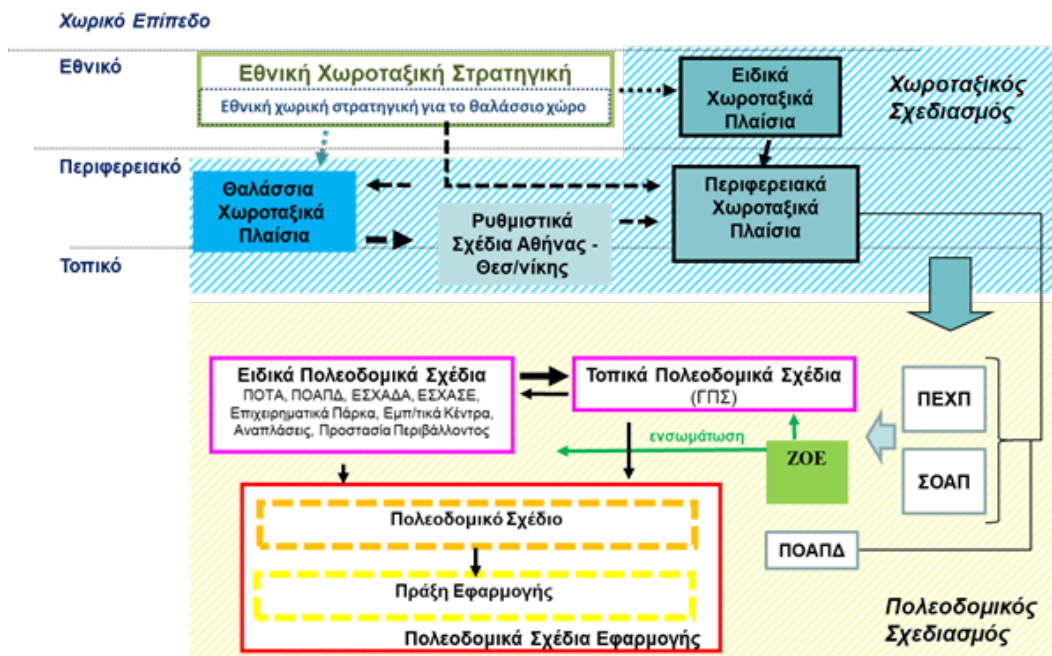 Χωρικό Επίπεδο
Εθνικό
Εθνική Χωροταξική Στρατηγική
Εθνική χωρική στρατηγική για το θαλάσσιο χώρο
Ειδικά
Χωροταξικά
Πλαίσια
Χωροταξικός
Σχεδιασμός
Περιφερειακό
Θαλάσσια
Χωροταξικά
Πλαίσια
Ρυθμιστικά
Σχέδια Αθήνας -
Θεσ/νίκης
Περιφερειακά
Χωροταξικά
Πλαίσια
Τοπικό
Ειδικά Πολεοδομικά Σχέδια
ΠΟΤΑ, ΠΟΑΠΔ, ΕΣΧΑΔΑ, ΕΣΧΑΣΕ,
Επιχειρηματικά Πάρκα, Εμπ/τικά Κέντρα,
Αναπλάσεις, Προστασία Περιβάλλοντος
Τοπικά Πολεοδομικά Σχέδια
(ΓΠΣ)
ενσωμάτωση
ΖΟΕ
ΠΕΧΠ
ΣΟΑΠ
ΠΟΑΠΔ
Πολεοδομικό Σχέδιο
Πράξη Εφαρμογής
Πολεοδομικά Σχέδια Εφαρμογής
Πολεοδομικός
Σχεδιασμός